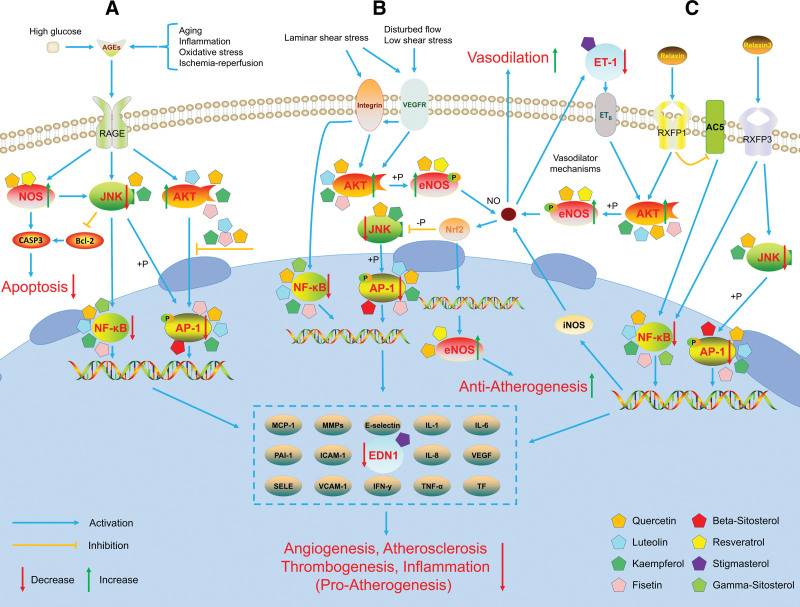 A
B
C
High glucose
AGEs
Aging
Inflammation
Oxidative stress
Ischemia-reperfusion
RAGE
NOS
JNK
AKT
CASP3
Bcl-2
Apoptosis
+P
NF-κB
P
AP-1
Laminar shear stress
Disturbed flow
Low shear stress
Integrin
VEGFR
AKT
+P
eNOS
P
JNK
-P
Nrf2
+P
NF-κB
P
AP-1
eNOS
Anti-Atherogenesis
Vasodilation
NO
ET-1
ETB
Vasodilator
mechanisms
P
eNOS
+P
AKT
iNOS
Relaxin
Relaxin3
RXFP1
AC5
RXFP3
JNK
+P
NF-κB
P
AP-1
MCP-1
MMPs
E-selectin
IL-1
IL-6
PAI-1
ICAM-1
EDN1
IL-8
VEGF
SELE
VCAM-1
IFN-γ
TNF-α
TF
Angiogenesis, Atherosclerosis
Thrombogenesis, Inflammation
(Pro-Atherogenesis)
Activation
Inhibition
Decrease
Increase
Quercetin
Luteolin
Kaempferol
Fisetin
Beta-Sitosterol
Resveratrol
Stigmasterol
Gamma-Sitosterol